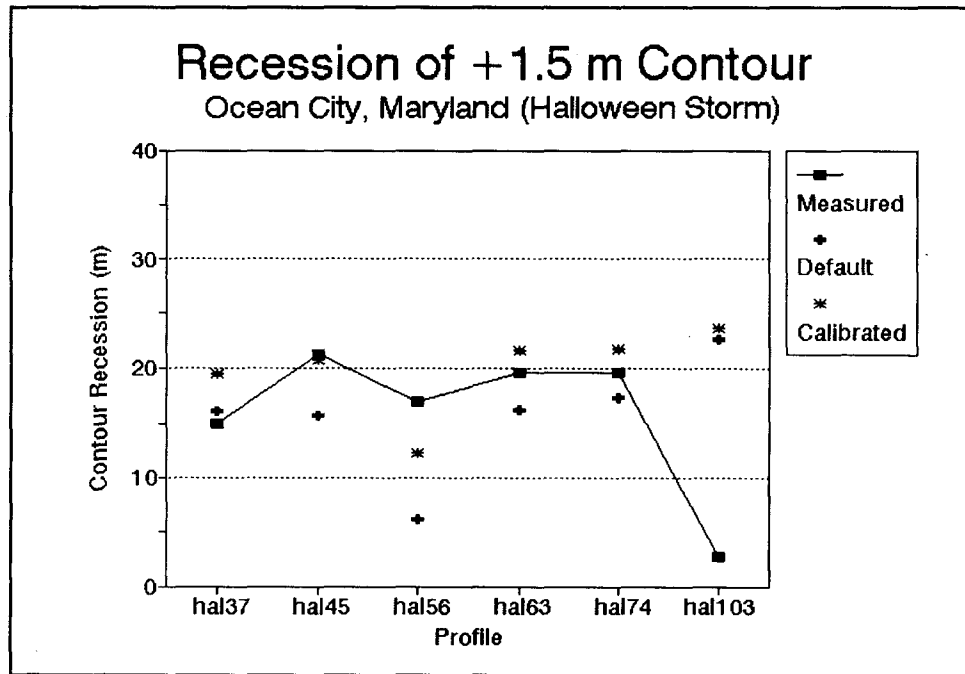 Recession of +1.5 m Contour
Ocean City, Maryland (Halloween Storm)
40
30
20
10
0
Contour Recession (m)
hal37 hal45 hal56 hal63 hal74 hal103
Profile
Measured
Default
Calibrated